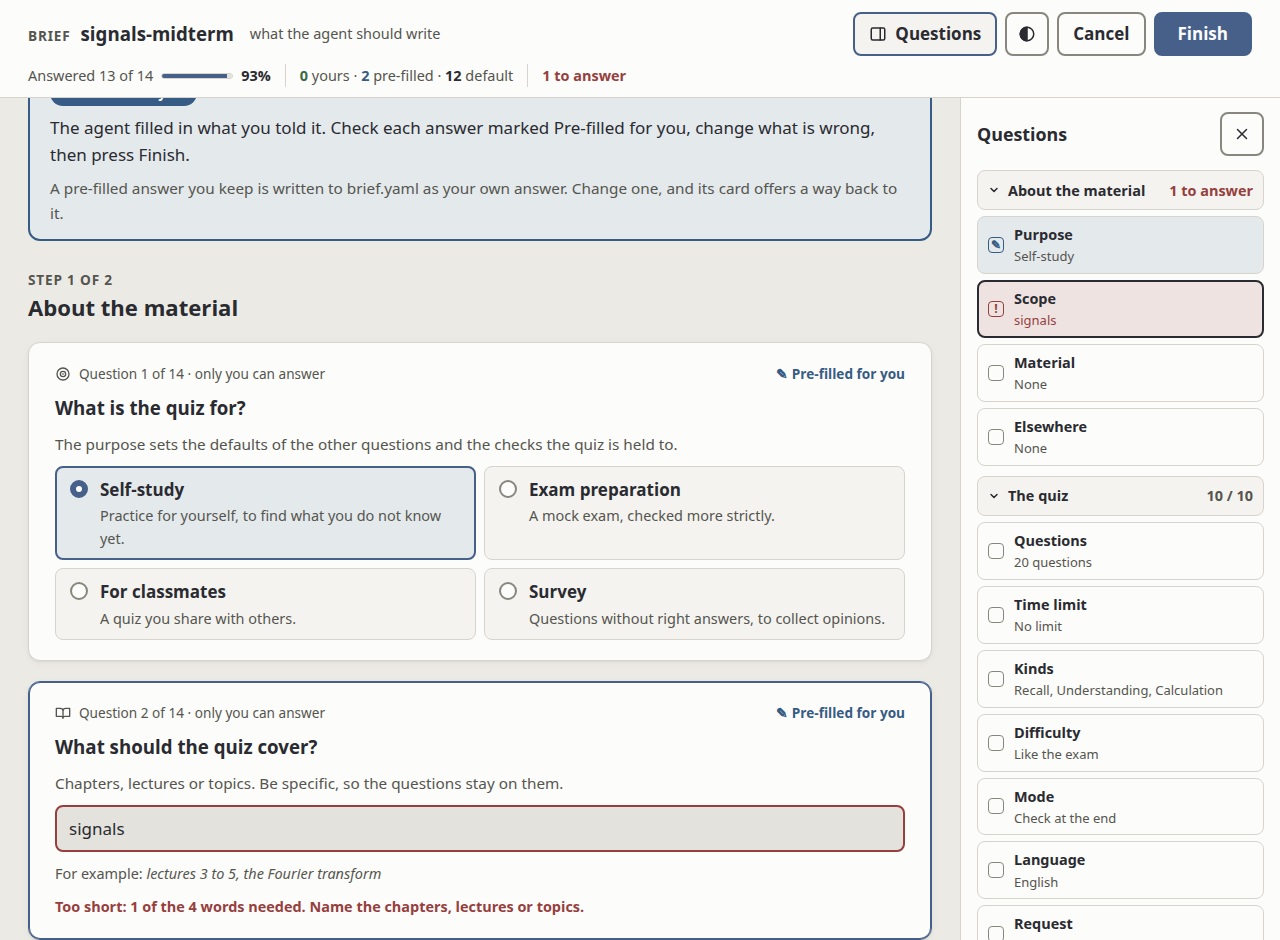 BRIEF signals-midterm what the agent should write
Questions
Cancel
Finish
Answered 13 of 14 93% 0 yours · 2 pre-filled · 12 default 1 to answer
The agent filled in what you told it. Check each answer marked Pre-filled for you, change what is wrong,
then press Finish.
A pre-filled answer you keep is written to brief.yaml as your own answer. Change one, and its card offers a way back to
it.
STEP 1 OF 2
About the material
Question 1 of 14 · only you can answer
✎ Pre-filled for you
What is the quiz for?
The purpose sets the defaults of the other questions and the checks the quiz is held to.
Self-study
Practice for yourself, to find what you do not know
yet.
Exam preparation
A mock exam, checked more strictly.
For classmates
A quiz you share with others.
Survey
Questions without right answers, to collect opinions.
Question 2 of 14 · only you can answer
✎ Pre-filled for you
What should the quiz cover?
Chapters, lectures or topics. Be specific, so the questions stay on them.
signals
For example: lectures 3 to 5, the Fourier transform
Too short: 1 of the 4 words needed. Name the chapters, lectures or topics.
Questions
About the material 1 to answer
Purpose
Self-study
Scope
signals
Material
None
Elsewhere
None
The quiz 10 / 10
Questions
20 questions
Time limit
No limit
Kinds
Recall, Understanding, Calculation
Difficulty
Like the exam
Mode
Check at the end
Language
English
Request